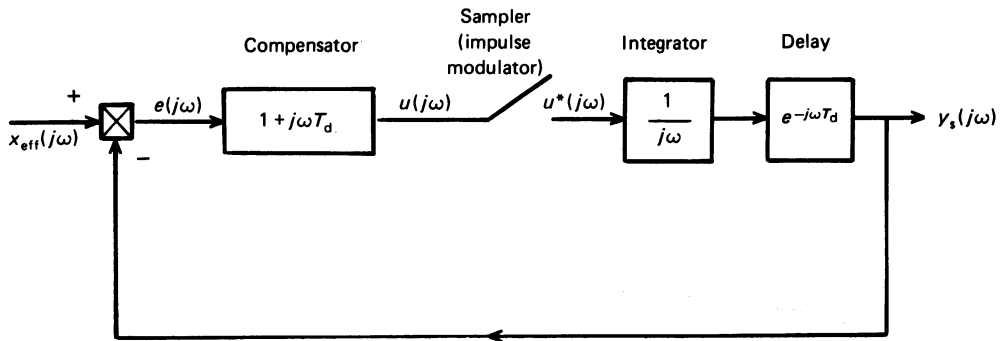 Sampler
(impulse
modulator)
Compensator
Integrator
Delay
+
e(jω)
u(jω)
u*(jω)
x_eff(jω)
1 + jωT_d
1
jω
e^{-jωT_d}
y_s(jω)
−